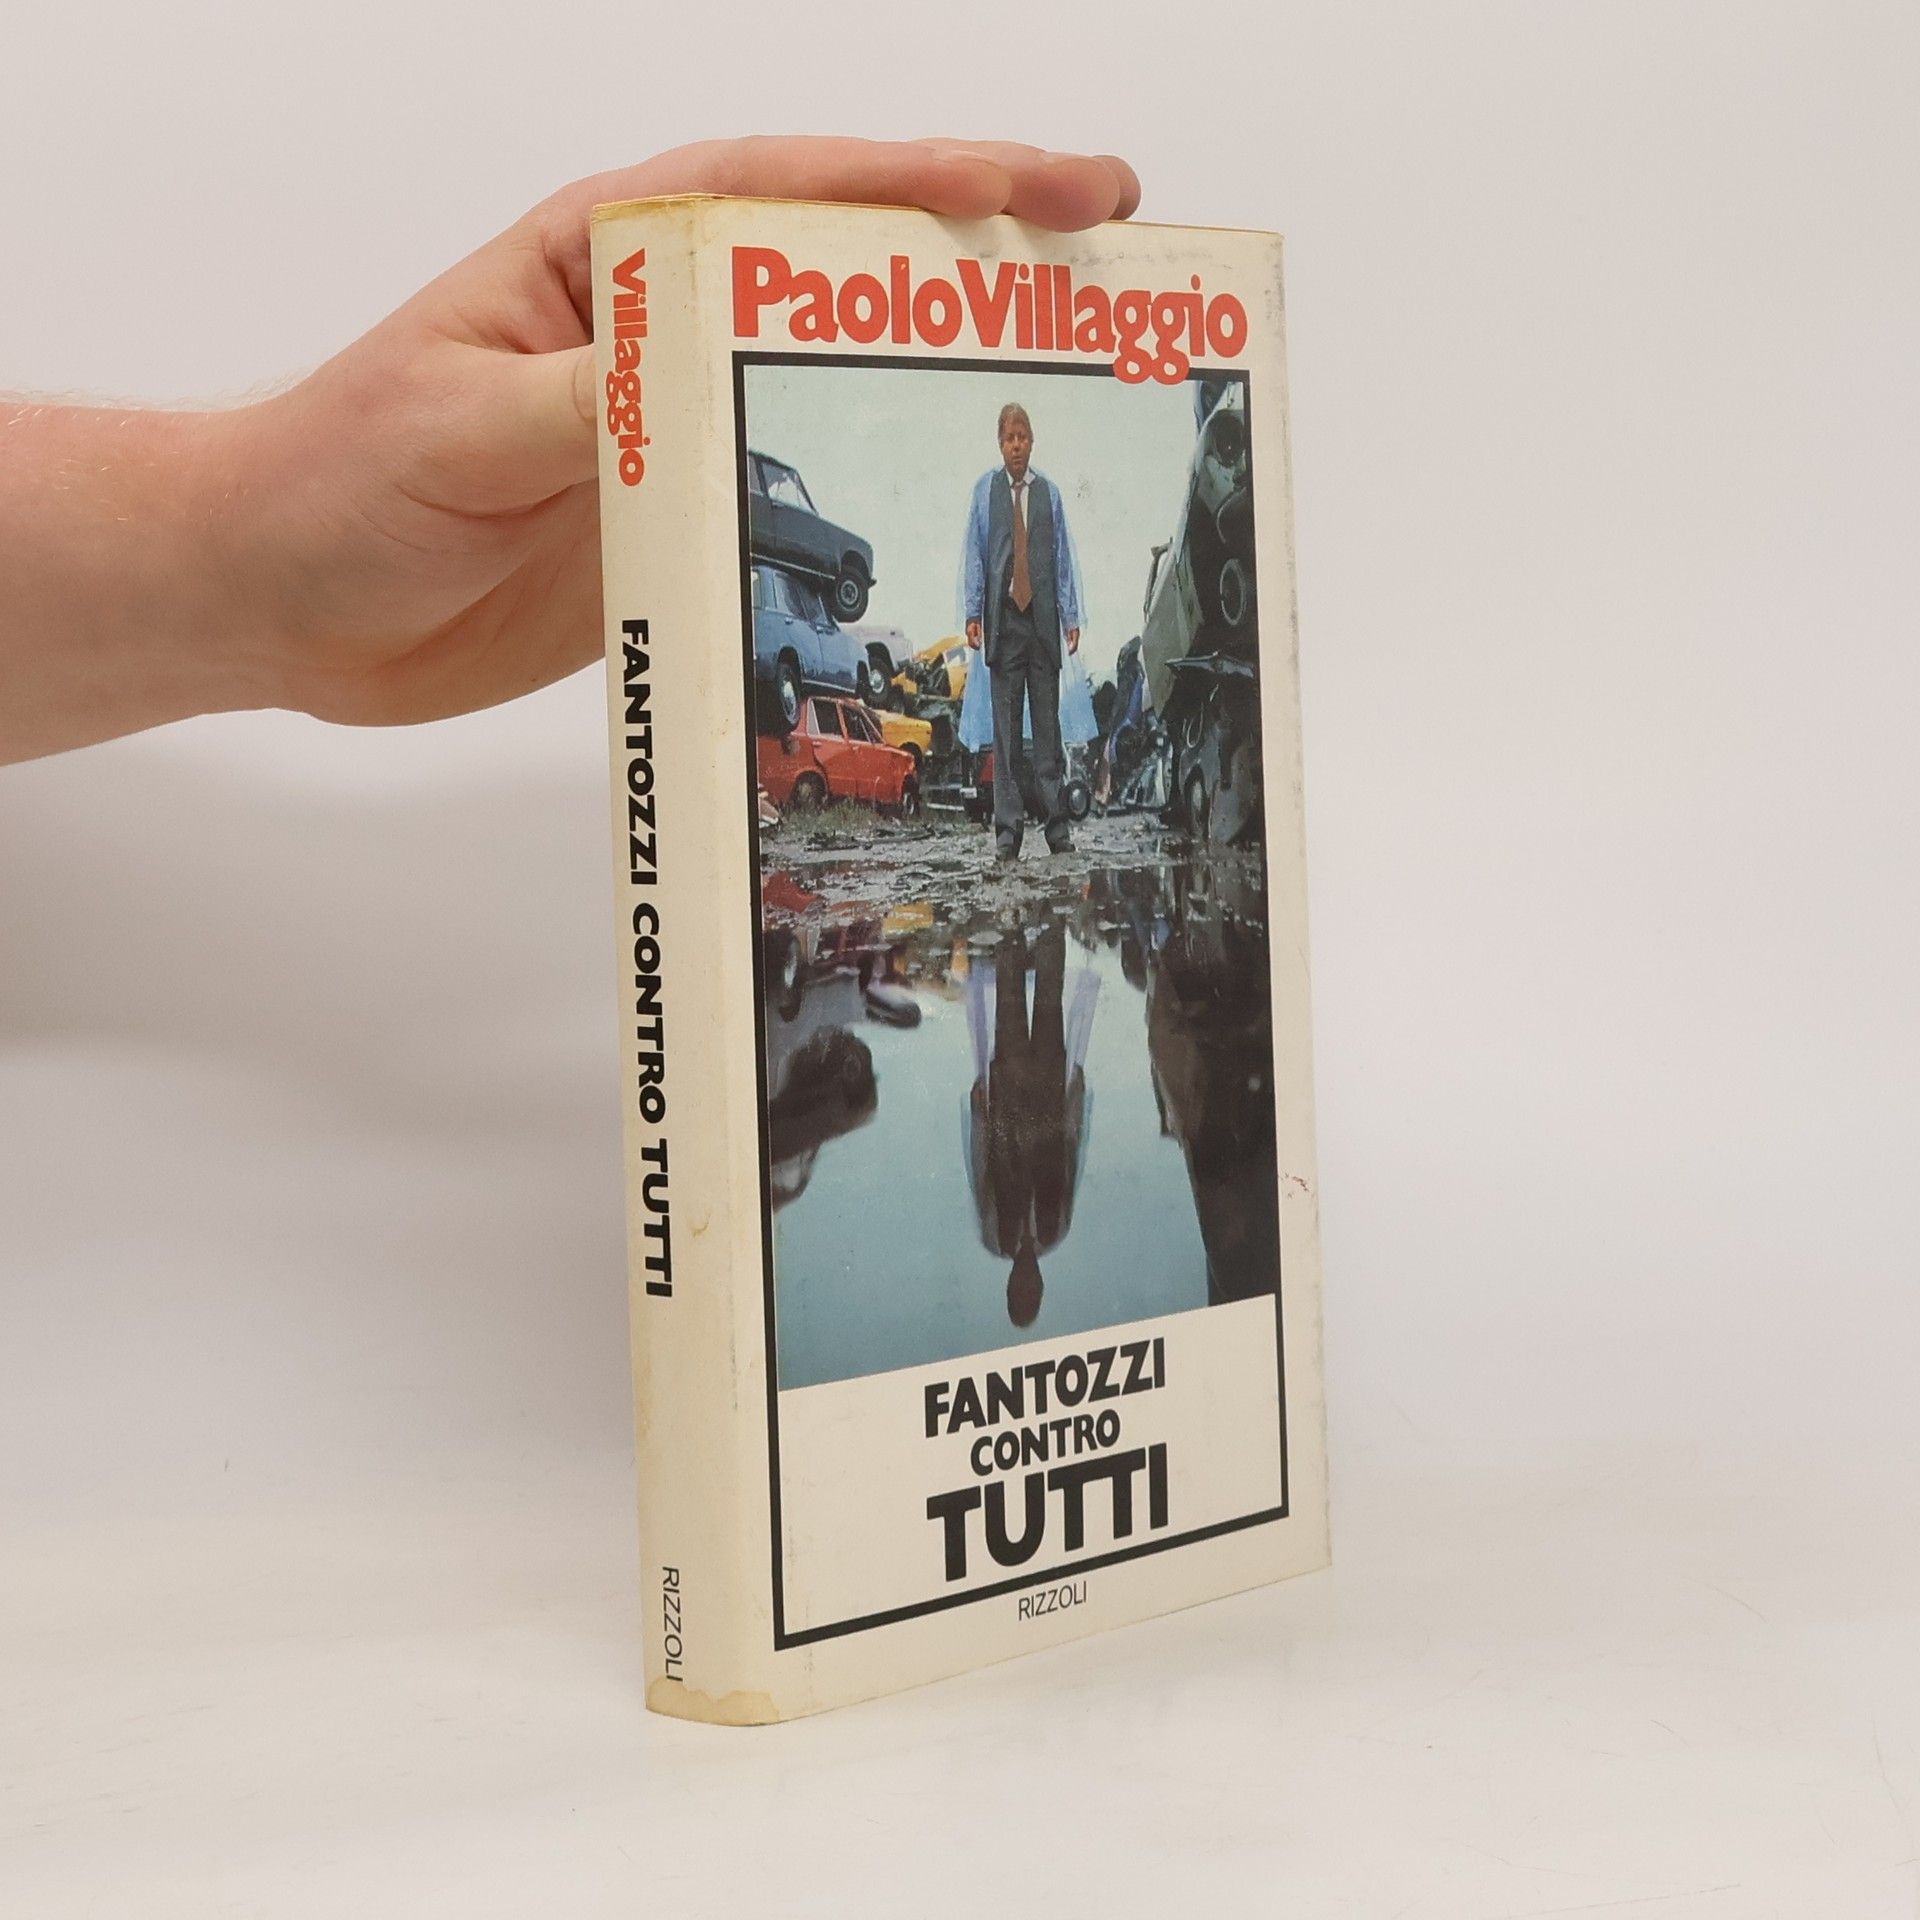 Villaggio
FANTOZZI CONTRO TUTTI
RIZZOLI
Paolo Villaggio
FANTOZZI
CONTRO
TUTTI
RIZZOLI